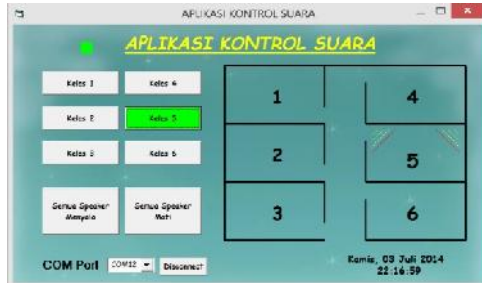 APLIKASI KONTROL SUARA
APLIKASI KONTROL SUARA
Kelas 1
Kelas 4
Kelas 2
Kelas 5
Kelas 3
Kelas 6
Semua Speaker Menyala
Semua Speaker Mati
1
4
2
5
3
6
COM Port
COM12
Disconnect
Kamis, 03 Juli 2014
22:16:59